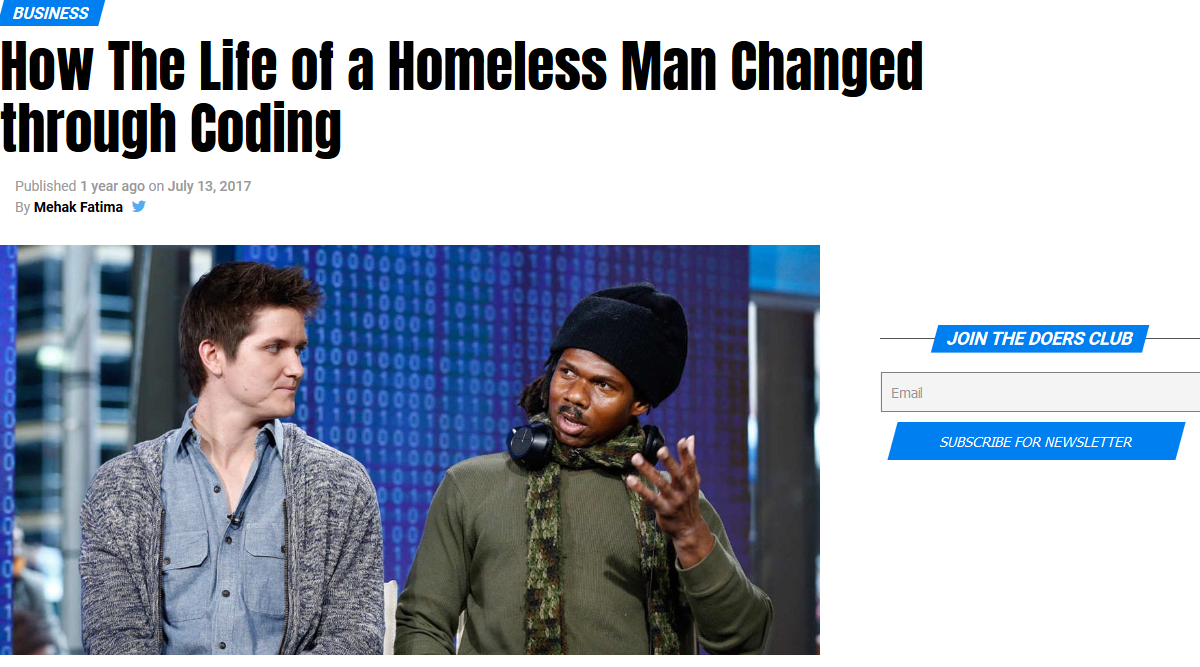 BUSINESS
How The Life of a Homeless Man Changed
through Coding
Published 1 year ago on July 13, 2017
By Mehak Fatima
JOIN THE DOERS CLUB
Email
SUBSCRIBE FOR NEWSLETTER